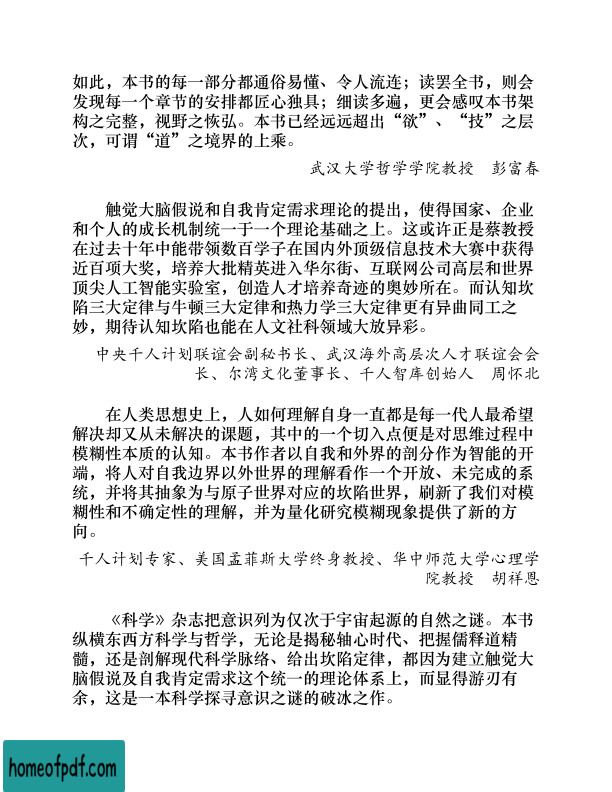 如此，本书的每一部分都通俗易懂、令人流连；读罢全书，则会
发现每一个章节的安排都匠心独具；细读多遍，更会感叹本书架
构之完整，视野之恢弘。本书已经远远超出“欲”、“技”之层
次，可谓“道”之境界的上乘。
武汉大学哲学学院教授　彭富春
触觉大脑假说和自我肯定需求理论的提出，使得国家、企业
和个人的成长机制统一于一个理论基础之上。这或许正是蔡教授
在过去十年中能带领数百学子在国内外顶级信息技术大赛中获得
近百项大奖，培养大批精英进入华尔街、互联网公司高层和世界
顶尖人工智能实验室，创造人才培养奇迹的奥妙所在。而认知坎
陷三大定律与牛顿三大定律和热力学三大定律更有异曲同工之
妙，期待认知坎陷也能在人文社科领域大放异彩。
中央千人计划联谊会副秘书长、武汉海外高层次人才联谊会会
长、尔湾文化董事长、千人智库创始人　周怀北
在人类思想史上，人如何理解自身一直都是每一代人最希望
解决却又从未解决的课题，其中的一个切入点便是对思维过程中
模糊性本质的认知。本书作者以自我和外界的剖分作为智能的开
端，将人对自我边界以外世界的理解看作一个开放、未完成的系
统，并将其抽象为与原子世界对应的坎陷世界，刷新了我们对模
糊性和不确定性的理解，并为量化研究模糊现象提供了新的方
向。
千人计划专家、美国孟菲斯大学终身教授、华中师范大学心理学
院教授　胡祥恩
《科学》杂志把意识列为仅次于宇宙起源的自然之谜。本书
纵横东西方科学与哲学，无论是揭秘轴心时代、把握儒释道精
髓，还是剖解现代科学脉络、给出坎陷定律，都因为建立触觉大
脑假说及自我肯定需求这个统一的理论体系上，而显得游刃有
余，这是一本科学探寻意识之谜的破冰之作。
homeofpdf.com